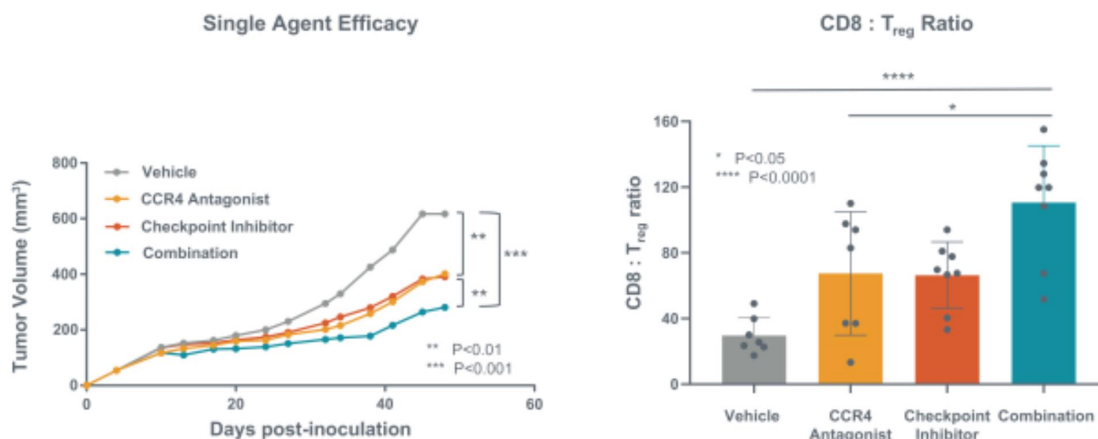 Single Agent Efficacy
800
600
400
200
0
Tumor Volume (mm³)
Vehicle
CCR4 Antagonist
Checkpoint Inhibitor
Combination
**
***
**
** P<0.01
*** P<0.001
0
20
40
60
Days post-inoculation
CD8 : Treg Ratio
****
*
160
120
80
40
0
CD8 : Treg ratio
* P<0.05
**** P<0.0001
Vehicle
CCR4
Antagonist
Checkpoint
Inhibitor
Combination